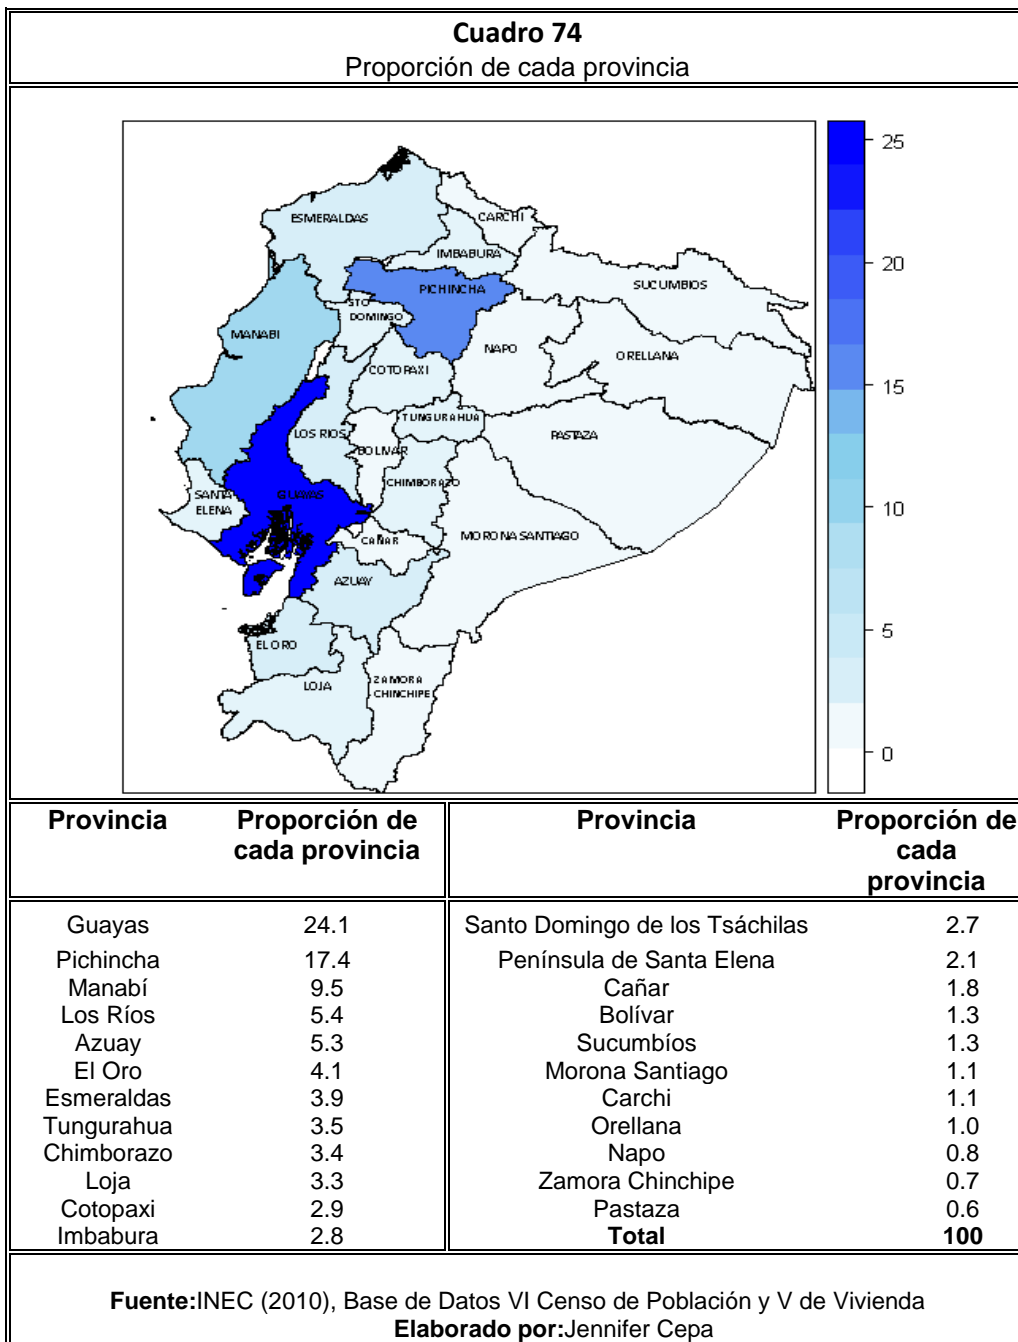 Cuadro 74
Proporción de cada provincia
ESMERALDAS
CARCHI
IMBABURA
SUCUMBIOS
PICHINCHA
STO
DOMINGO
MANABI
NAPO
ORELLANA
COTOPAXI
TUNGURAHUA
LOS RIOS
PASTAZA
BOLIVAR
CHIMBORAZO
SANTA
ELENA
GUAYAS
CAÑAR
MORONA SANTIAGO
AZUAY
EL ORO
LOJA
ZAMORA
CHINCHIPE
25
20
15
10
5
0
Provincia Proporción de cada provincia Provincia Proporción de cada provincia
Guayas 24.1 Santo Domingo de los Tsáchilas 2.7
Pichincha 17.4 Península de Santa Elena 2.1
Manabí 9.5 Cañar 1.8
Los Ríos 5.4 Bolívar 1.3
Azuay 5.3 Sucumbíos 1.3
El Oro 4.1 Morona Santiago 1.1
Esmeraldas 3.9 Carchi 1.1
Tungurahua 3.5 Orellana 1.0
Chimborazo 3.4 Napo 0.8
Loja 3.3 Zamora Chinchipe 0.7
Cotopaxi 2.9 Pastaza 0.6
Imbabura 2.8 Total 100
Fuente:INEC (2010), Base de Datos VI Censo de Población y V de Vivienda
Elaborado por:Jennifer Cepa